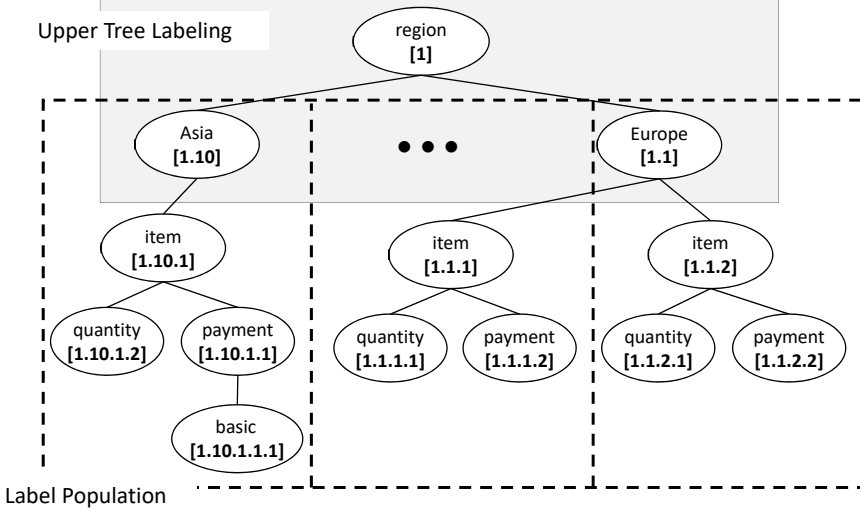 Upper Tree Labeling
region
[1]
Asia
[1.10]
Europe
[1.1]
item
[1.10.1]
item
[1.1.1]
item
[1.1.2]
quantity
[1.10.1.2]
payment
[1.10.1.1]
quantity
[1.1.1.1]
payment
[1.1.1.2]
quantity
[1.1.2.1]
payment
[1.1.2.2]
basic
[1.10.1.1.1]
Label Population